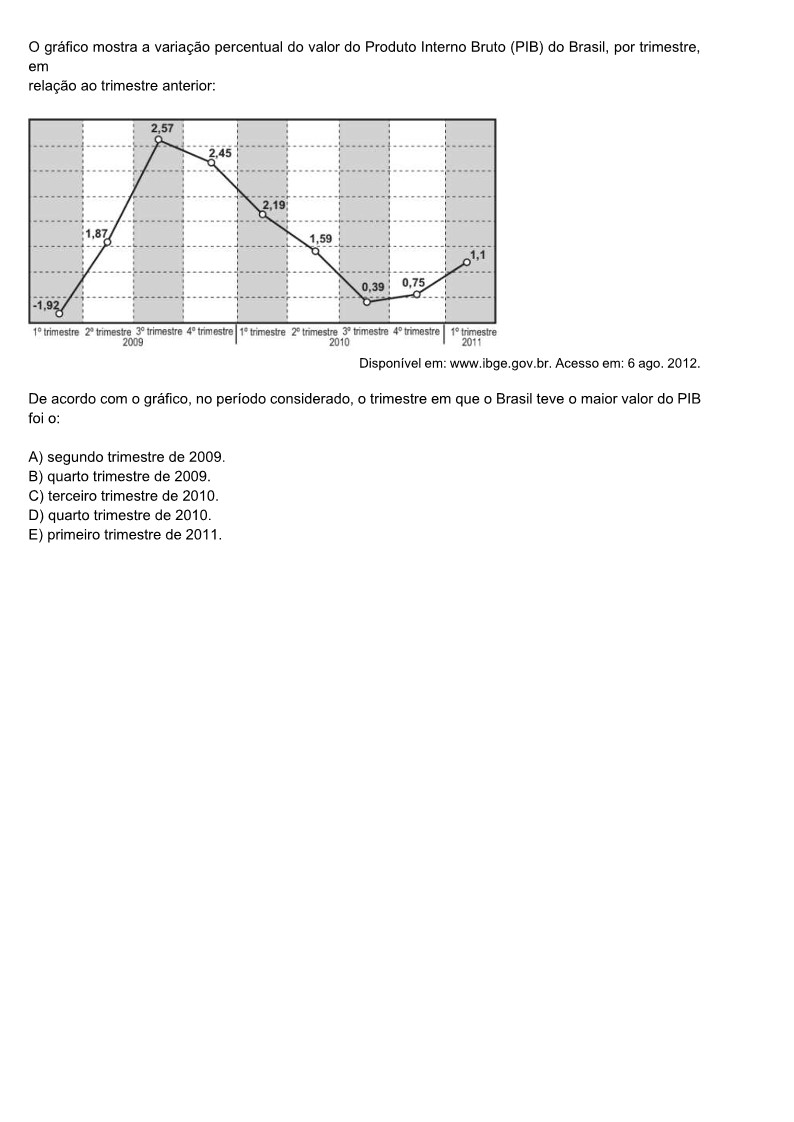 O gráfico mostra a variação percentual do valor do Produto Interno Bruto (PIB) do Brasil, por trimestre,
em
relação ao trimestre anterior:
2,57
2,45
2,19
1,87
1,59
1,1
0,39
0,75
-1,92
1º trimestre 2º trimestre 3º trimestre 4º trimestre 1º trimestre 2º trimestre 3º trimestre 4º trimestre 1º trimestre
2009 2010 2011
Disponível em: www.ibge.gov.br. Acesso em: 6 ago. 2012.
De acordo com o gráfico, no período considerado, o trimestre em que o Brasil teve o maior valor do PIB
foi o:
A) segundo trimestre de 2009.
B) quarto trimestre de 2009.
C) terceiro trimestre de 2010.
D) quarto trimestre de 2010.
E) primeiro trimestre de 2011.